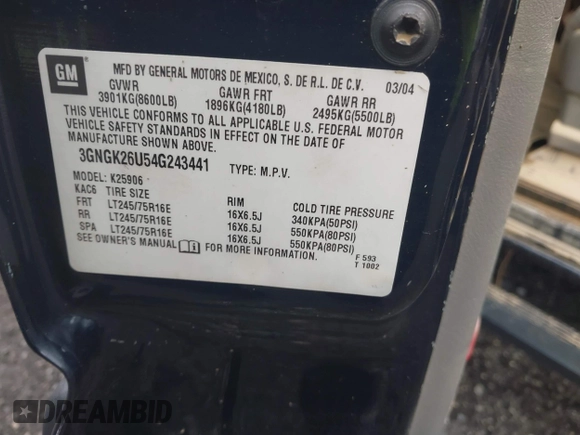 GM
MFD BY GENERAL MOTORS DE MEXICO, S. DE R.L. DE C.V. 03/04
GVWR GAWR FRT GAWR RR
3901KG(8600LB) 1896KG(4180LB) 2495KG(5500LB)
THIS VEHICLE CONFORMS TO ALL APPLICABLE U.S. FEDERAL MOTOR
VEHICLE SAFETY STANDARDS IN EFFECT ON THE DATE OF
MANUFACTURE SHOWN ABOVE.
3GNGK26U54G243441 TYPE: M.P.V.
MODEL: K25906
KAC6 TIRE SIZE RIM COLD TIRE PRESSURE
FRT LT245/75R16E 16X6.5J 340KPA(50PSI)
RR LT245/75R16E 16X6.5J 550KPA(80PSI)
SPA LT245/75R16E 16X6.5J 550KPA(80PSI)
SEE OWNER'S MANUAL FOR MORE INFORMATION. F 593
T 1002
DREAMBID